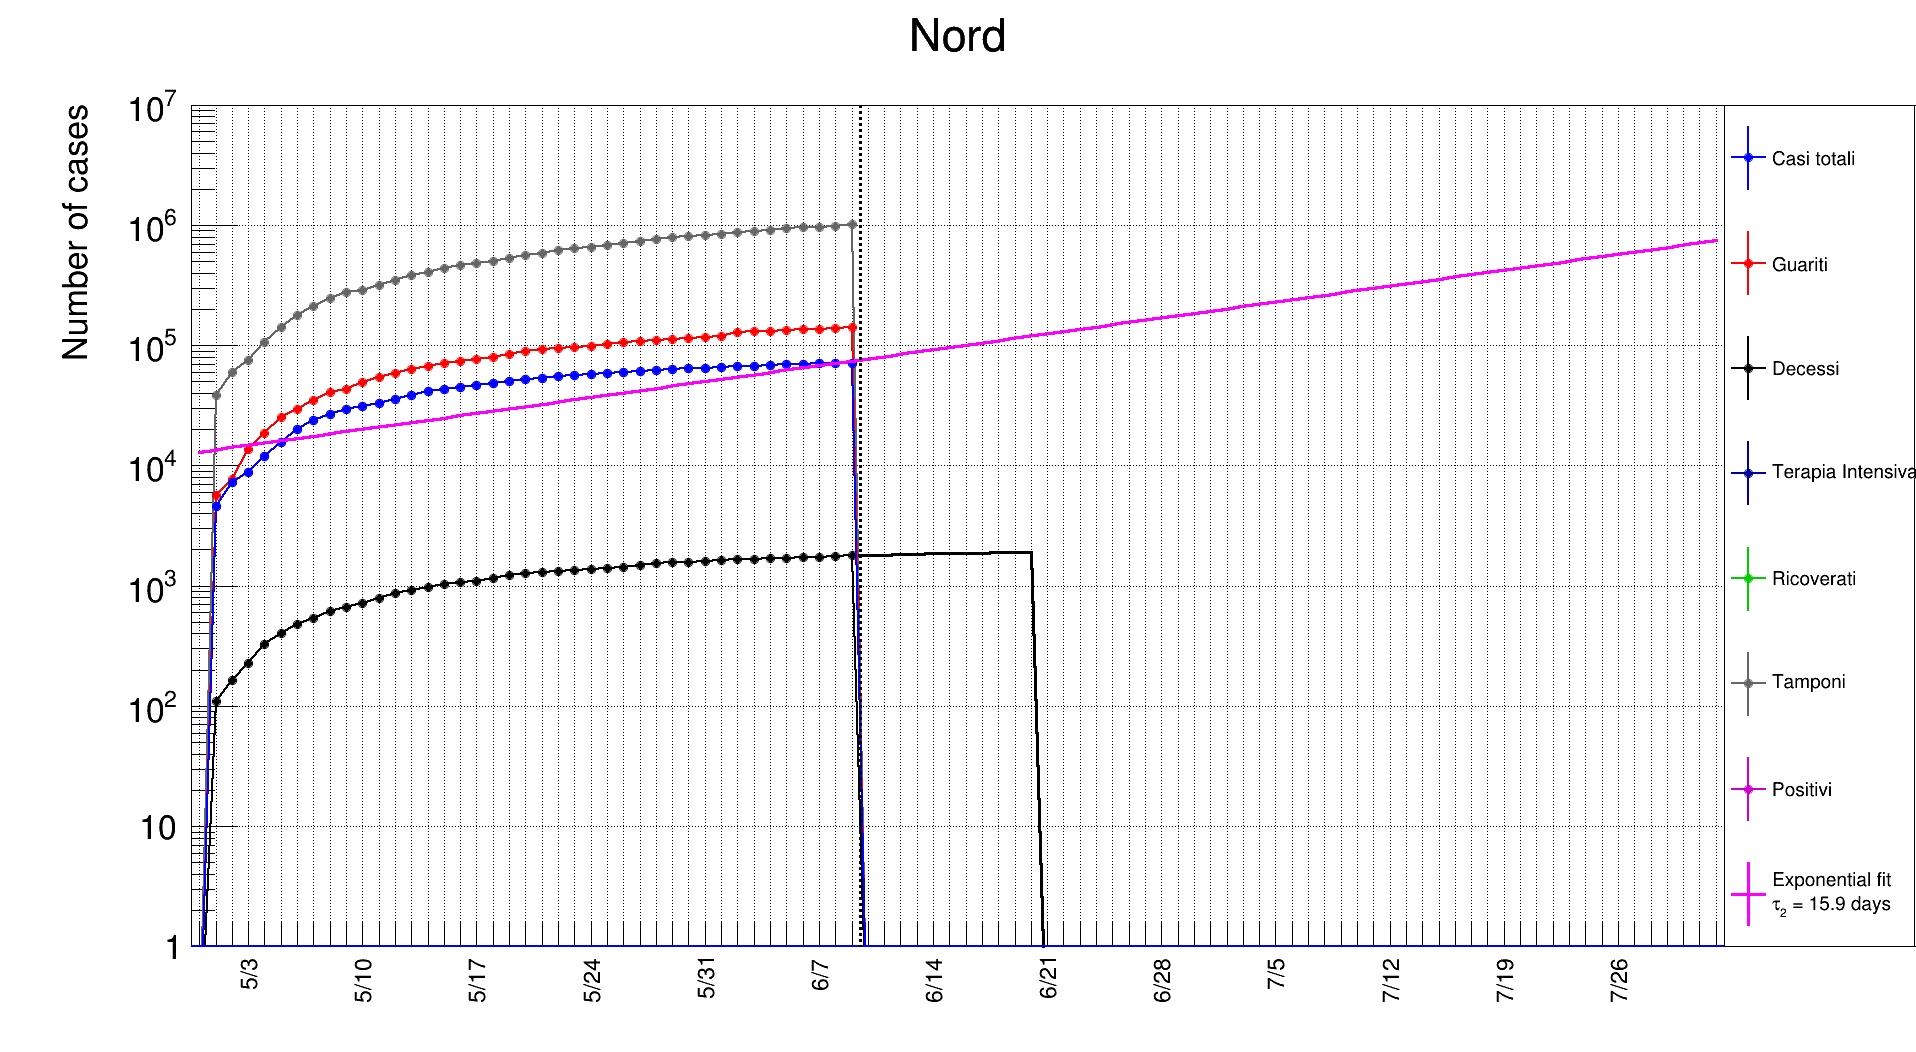 Nord
Number of cases
10^7
10^6
10^5
10^4
10^3
10^2
10
1
5/3
5/10
5/17
5/24
5/31
6/7
6/14
6/21
6/28
7/5
7/12
7/19
7/26
Casi totali
Guariti
Decessi
Terapia Intensiva
Ricoverati
Tamponi
Positivi
Exponential fit
τ₂ = 15.9 days